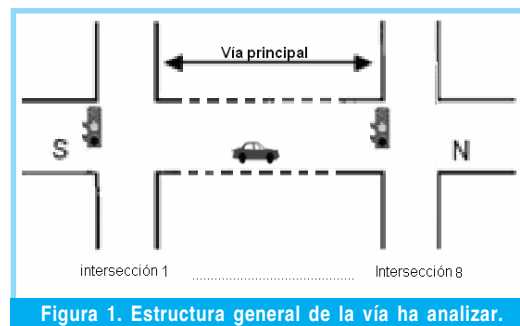 Vía principal
S
N
intersección 1
Intersección 8
Figura 1. Estructura general de la vía ha analizar.